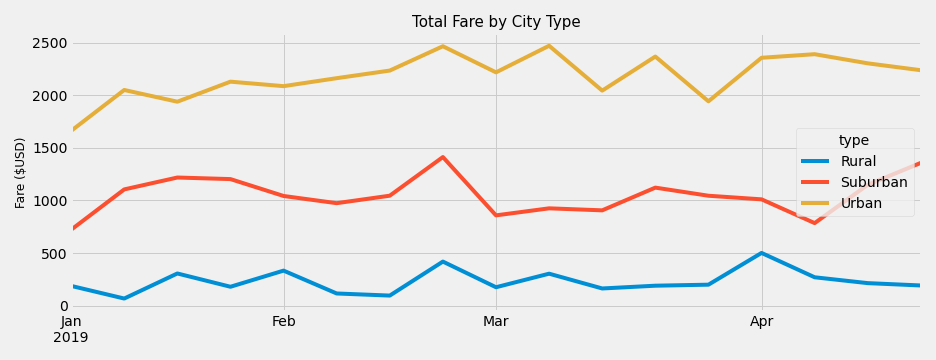 Total Fare by City Type
2500
2000
1500
1000
500
0
Fare ($USD)
type
Rural
Suburban
Urban
Jan Feb Mar Apr
2019